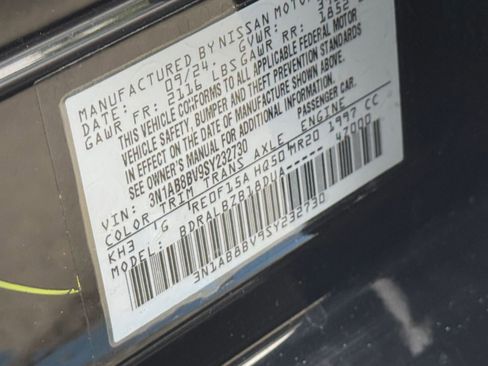 MANUFACTURED BY NISSAN MOTOR
DATE: 09/24 GVWR:
GAWR FR: 2116 LBS GAWR RR: 1852
THIS VEHICLE CONFORMS TO ALL APPLICABLE FEDERAL MOTOR
VEHICLE SAFETY, BUMPER AND THEFT PREVENTION STANDARDS
IN EFFECT ON THE DATE OF MANUFACTURE SHOWN ABOVE.
SEE OWNER'S MANUAL FOR ADDITIONAL INFORMATION.
VIN: 3N1AB8BV9SY232730 PASSENGER CAR
COLOR TRIM TRANS AXLE ENGINE
KH3 G RE0F15A HQ50 MR20 1997 CC
MODEL: BDRALBZB18DUA----- 47000
3N1AB8BV9SY232730